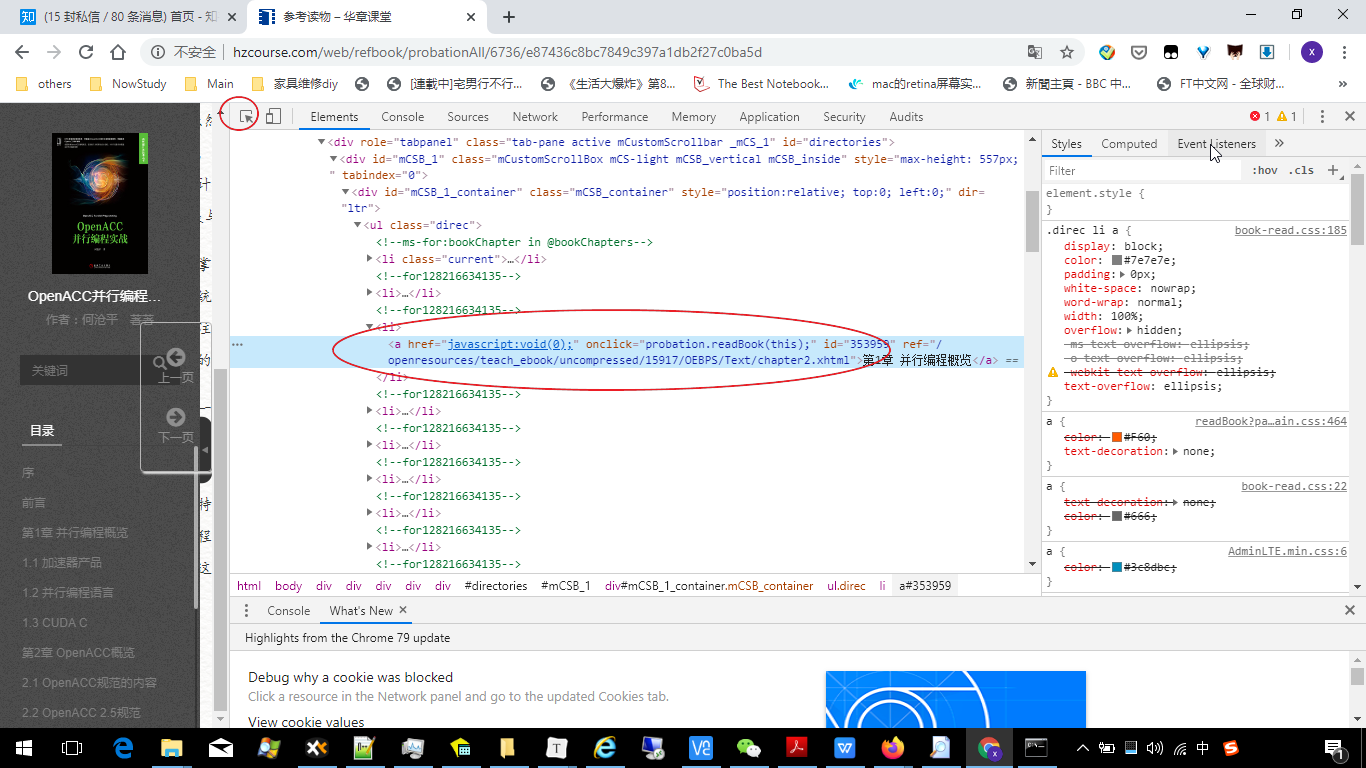 (15 封私信 / 80 条消息) 首页 - 知
参考读物 – 华章课堂
不安全
hzcourse.com/web/refbook/probationAll/6736/e87436c8bc7849c397a1db2f27c0ba5d
others
NowStudy
Main
家具维修diy
[連載中]宅男行不行...
《生活大爆炸》第8...
The Best Notebook...
mac的retina屏幕实...
新聞主頁 - BBC 中...
FT中文网 - 全球财...
»
Elements
Console
Sources
Network
Performance
Memory
Application
Security
Audits
1
1
OpenACC
并行编程实战
OpenACC并行编程...
作者：何沧平 著著
关键词
上一页
下一页
目录
序
前言
第1章 并行编程概览
1.1 加速器产品
1.2 并行编程语言
1.3 CUDA C
第2章 OpenACC概览
2.1 OpenACC规范的内容
2.2 OpenACC 2.5规范
计
统
的
特
程
这
<div role="tabpanel" class="tab-pane active mCustomScrollbar _mCS_1" id="directories">
<div id="mCSB_1" class="mCustomScrollBox mCS-light mCSB_vertical mCSB_inside" style="max-height: 557px;
" tabindex="0">
<div id="mCSB_1_container" class="mCSB_container" style="position:relative; top:0; left:0;" dir=
"ltr">
<ul class="direc">
<!--ms-for:bookChapter in @bookChapters-->
<li class="current">…</li>
<!--for128216634135-->
<li>…</li>
<!--for128216634135-->
<li>
<a href="javascript:void(0);" onclick="probation.readBook(this);" id="353959" ref="/
openresources/teach_ebook/uncompressed/15917/OEBPS/Text/chapter2.xhtml">第1章 并行编程概览</a> ==
</li>
<!--for128216634135-->
<li>…</li>
<!--for128216634135-->
<li>…</li>
<!--for128216634135-->
<li>…</li>
<!--for128216634135-->
<li>…</li>
<!--for128216634135-->
<li>…</li>
<!--for128216634135-->
html body div div div div div #directories #mCSB_1 div#mCSB_1_container.mCSB_container ul.direc li a#353959
Styles
Computed
Event Listeners
»
Filter
:hov .cls +
element.style {
}
.direc li a {
book-read.css:185
display: block;
color: #7e7e7e;
padding: 0px;
white-space: nowrap;
word-wrap: normal;
width: 100%;
overflow: hidden;
-ms-text-overflow: ellipsis;
-o-text-overflow: ellipsis;
-webkit-text-overflow: ellipsis;
text-overflow: ellipsis;
}
a {
readBook?pa…ain.css:464
color: #F60;
text-decoration: none;
}
a {
book-read.css:22
text-decoration: none;
color: #666;
}
a {
AdminLTE.min.css:6
color: #3c8dbc;
}
Console
What's New
Highlights from the Chrome 79 update
Debug why a cookie was blocked
Click a resource in the Network panel and go to the updated Cookies tab.
View cookie values
中
1